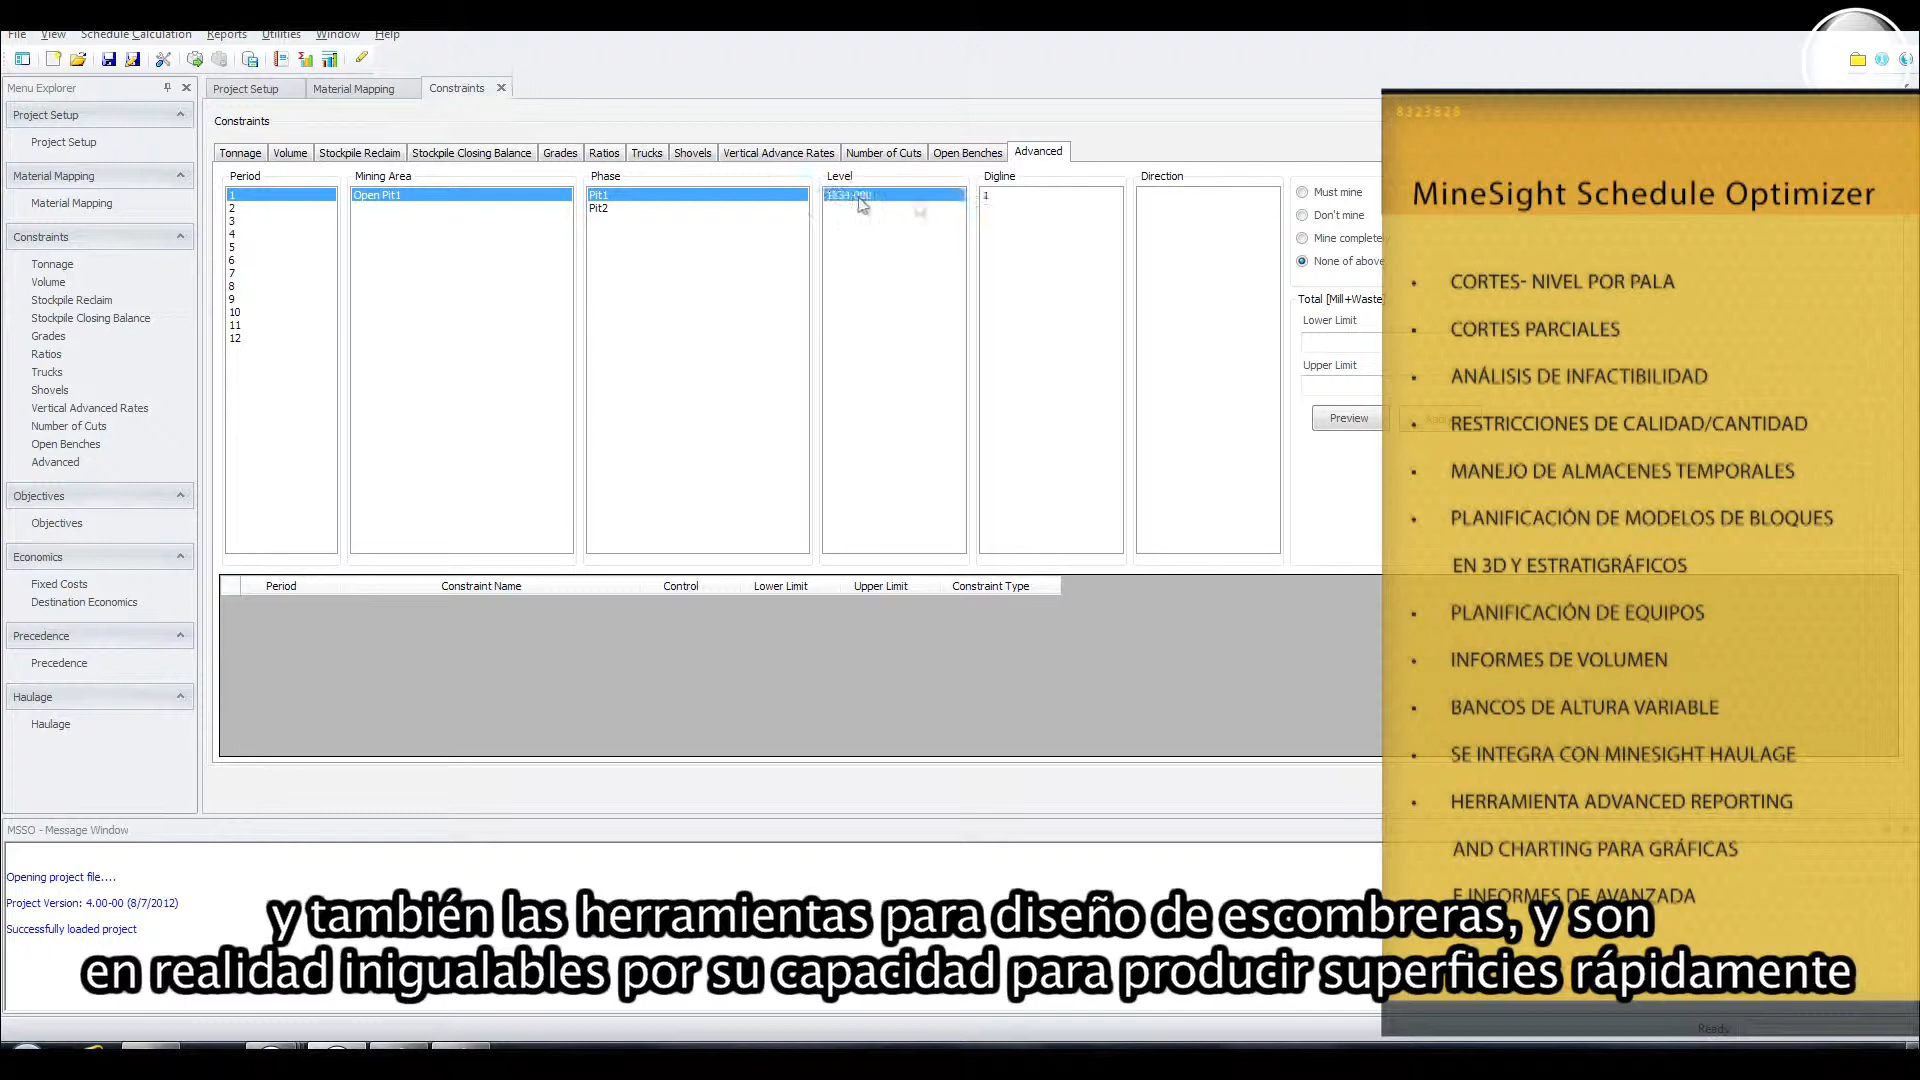 File View Schedule Calculation Reports Utilities Window Help
Menu Explorer
Project Setup
Project Setup
Material Mapping
Material Mapping
Constraints
Tonnage
Volume
Stockpile Reclaim
Stockpile Closing Balance
Grades
Ratios
Trucks
Shovels
Vertical Advanced Rates
Number of Cuts
Open Benches
Advanced
Objectives
Objectives
Economics
Fixed Costs
Destination Economics
Precedence
Precedence
Haulage
Haulage
Project Setup Material Mapping Constraints
Constraints
Tonnage Volume Stockpile Reclaim Stockpile Closing Balance Grades Ratios Trucks Shovels Vertical Advance Rates Number of Cuts Open Benches Advanced
Period Mining Area Phase Level Digline Direction
1 Open Pit1 Pit1 1
2 Pit2
3
4
5
6
7
8
9
10
11
12
Must mine
Don't mine
Mine complete
None of above
Total [Mill+Waste
Lower Limit
Upper Limit
Preview
Period Constraint Name Control Lower Limit Upper Limit Constraint Type
MSSO - Message Window
Opening project file....
Project Version: 4.00-00 (8/7/2012)
Successfully loaded project
8323828
MineSight Schedule Optimizer
• CORTES- NIVEL POR PALA
• CORTES PARCIALES
• ANÁLISIS DE INFACTIBILIDAD
• RESTRICCIONES DE CALIDAD/CANTIDAD
• MANEJO DE ALMACENES TEMPORALES
• PLANIFICACIÓN DE MODELOS DE BLOQUES
EN 3D Y ESTRATIGRÁFICOS
• PLANIFICACIÓN DE EQUIPOS
• INFORMES DE VOLUMEN
• BANCOS DE ALTURA VARIABLE
• SE INTEGRA CON MINESIGHT HAULAGE
• HERRAMIENTA ADVANCED REPORTING
AND CHARTING PARA GRÁFICAS
E INFORMES DE AVANZADA
y también las herramientas para diseño de escombreras, y son
en realidad inigualables por su capacidad para producir superficies rápidamente
Ready